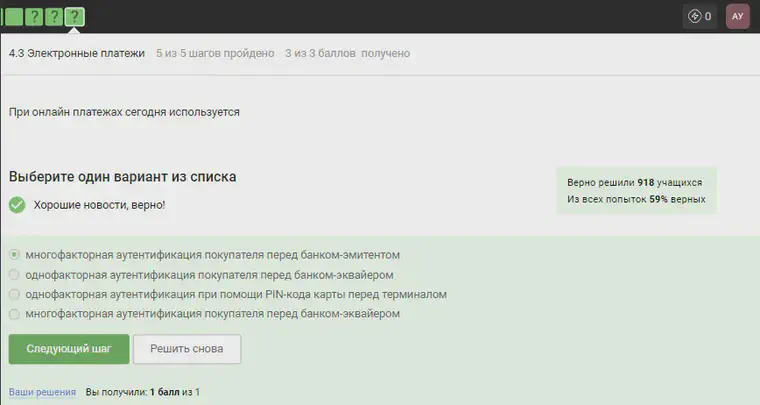 ? ? ?
0 АУ
4.3 Электронные платежи 5 из 5 шагов пройдено 3 из 3 баллов получено
При онлайн платежах сегодня используется
Выберите один вариант из списка
Хорошие новости, верно!
Верно решили 918 учащихся
Из всех попыток 59% верных
многофакторная аутентификация покупателя перед банком-эмитентом
однофакторная аутентификация покупателя перед банком-эквайером
однофакторная аутентификация при помощи PIN-кода карты перед терминалом
многофакторная аутентификация покупателя перед банком-эквайером
Следующий шаг Решить снова
Ваши решения Вы получили: 1 балл из 1